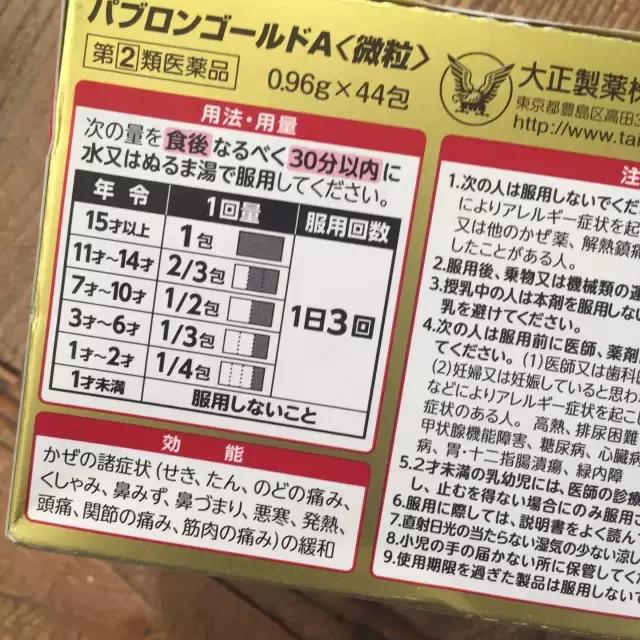 パブロンゴールドA〈微粒〉
指②類医薬品
0.96g×44包
大正製薬
東京都豊島区高田3
http://www.tai
用法・用量
次の量を食後なるべく30分以内に
水又はぬるま湯で服用してください。
年令 1回量 服用回数
15才以上 1包
11才~14才 2/3包
7才~10才 1/2包
3才~6才 1/3包
1才~2才 1/4包
1日3回
1才未満 服用しないこと
効能
かぜの諸症状(せき、たん、のどの痛み、
くしゃみ、鼻みず、鼻づまり、悪寒、発熱、
頭痛、関節の痛み、筋肉の痛み)の緩和
注
1.次の人は服用しないでくだ
によりアレルギー症状を起
又は他のかぜ薬、解熱鎮痛
したことがある人。
2.服用後、乗物又は機械類の運
3.授乳中の人は本剤を服用しな
乳を避けてください。
4.次の人は服用前に医師、薬剤
てください。(1)医師又は歯科
(2)妊婦又は妊娠していると思わ
などによりアレルギー症状を起こ
症状のある人。 高熱、排尿困難
甲状腺機能障害、糖尿病、心臓病
病、胃・十二指腸潰瘍、緑内障
5.2才未満の乳幼児には、医師の診
し、止むを得ない場合にのみ服用
6.服用に際しては、説明書をよく読ん
7.直射日光の当たらない湿気の少ない涼し
8.小児の手の届かない所に保管してく
9.使用期限を過ぎた製品は服用しない